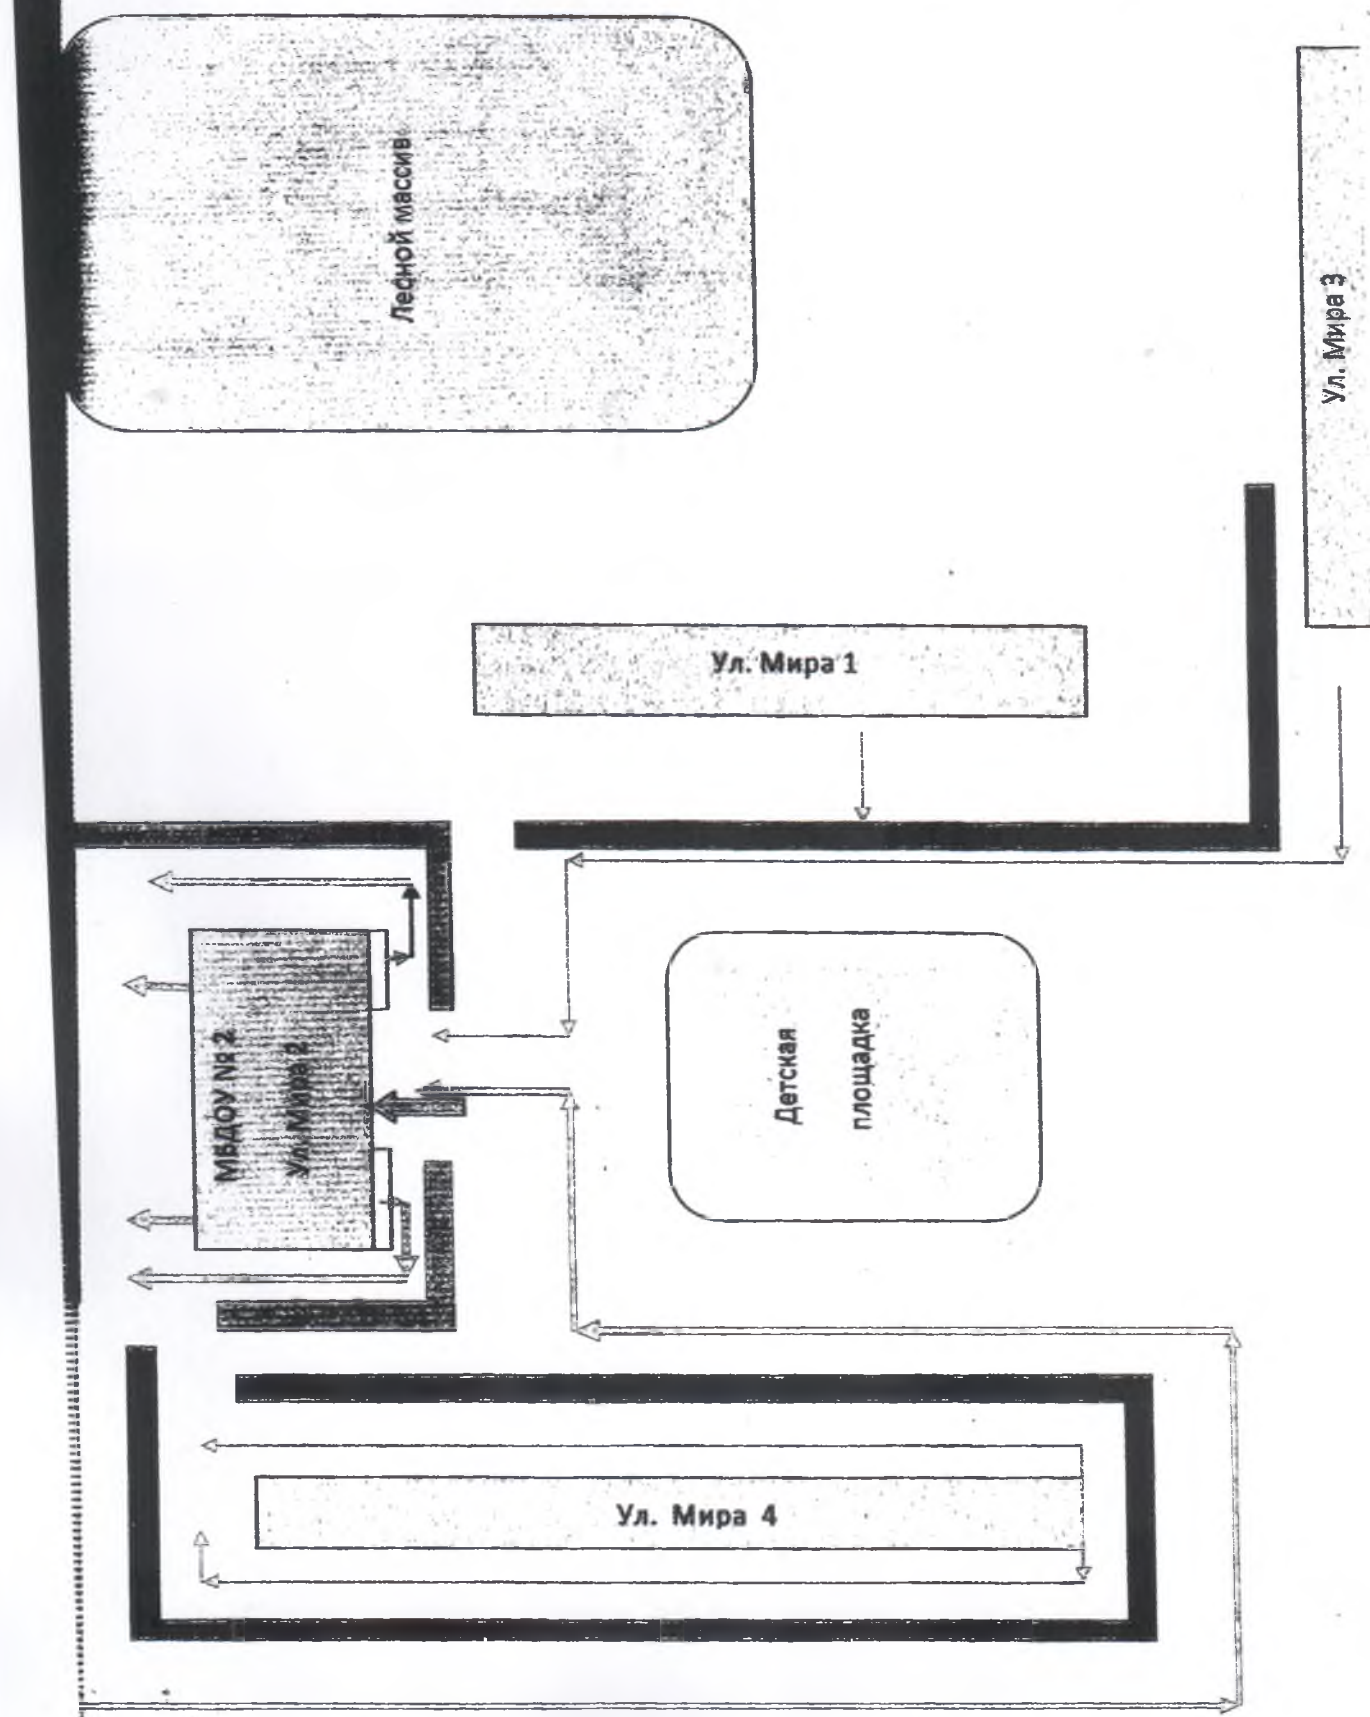 Лесной массив
Ул. Мира 3
Ул. Мира 1
МБДОУ № 2
Ул. Мира 2
Детская
площадка
Ул. Мира 4